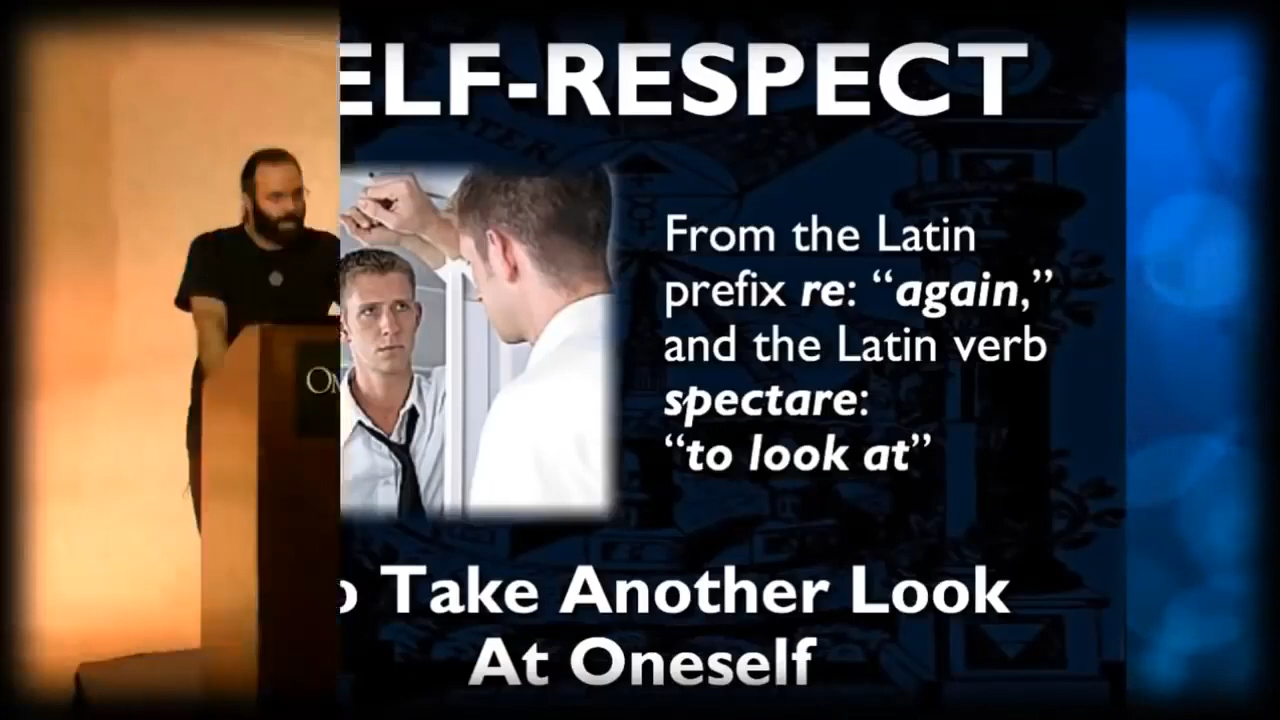 ELF-RESPECT
From the Latin
prefix re: “again,”
and the Latin verb
spectare:
“to look at”
o Take Another Look
At Oneself